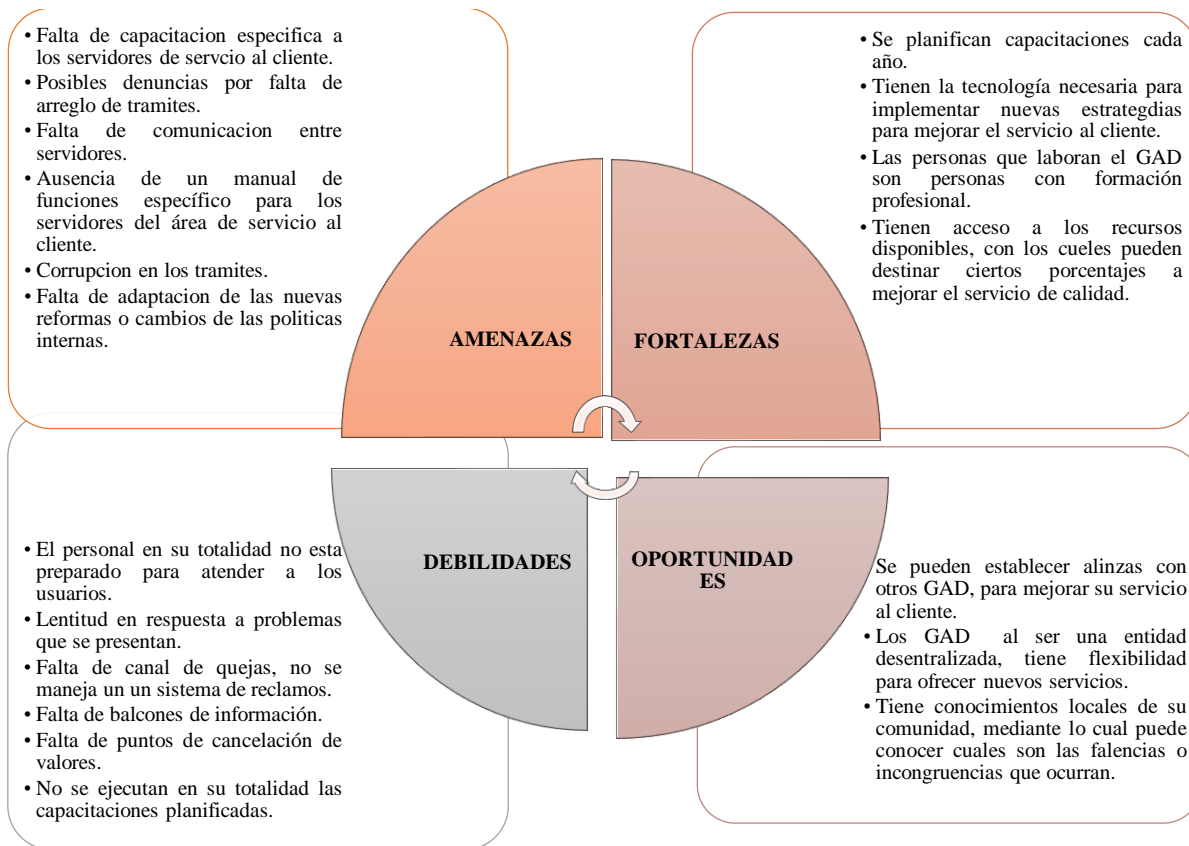 • Falta de capacitacion especifica a
los servidores de servcio al cliente.
• Posibles denuncias por falta de
arreglo de tramites.
• Falta de comunicacion entre
servidores.
• Ausencia de un manual de
funciones específico para los
servidores del área de servicio al
cliente.
• Corrupcion en los tramites.
• Falta de adaptacion de las nuevas
reformas o cambios de las politicas
internas.
• Se planifican capacitaciones cada
año.
• Tienen la tecnología necesaria para
implementar nuevas estrategdias
para mejorar el servicio al cliente.
• Las personas que laboran el GAD
son personas con formación
profesional.
• Tienen acceso a los recursos
disponibles, con los cueles pueden
destinar ciertos porcentajes a
mejorar el servicio de calidad.
AMENAZAS
FORTALEZAS
DEBILIDADES
OPORTUNIDAD
ES
• El personal en su totalidad no esta
preparado para atender a los
usuarios.
• Lentitud en respuesta a problemas
que se presentan.
• Falta de canal de quejas, no se
maneja un un sistema de reclamos.
• Falta de balcones de información.
• Falta de puntos de cancelación de
valores.
• No se ejecutan en su totalidad las
capacitaciones planificadas.
Se pueden establecer alinzas con
otros GAD, para mejorar su servicio
al cliente.
• Los GAD al ser una entidad
desentralizada, tiene flexibilidad
para ofrecer nuevos servicios.
• Tiene conocimientos locales de su
comunidad, mediante lo cual puede
conocer cuales son las falencias o
incongruencias que ocurran.